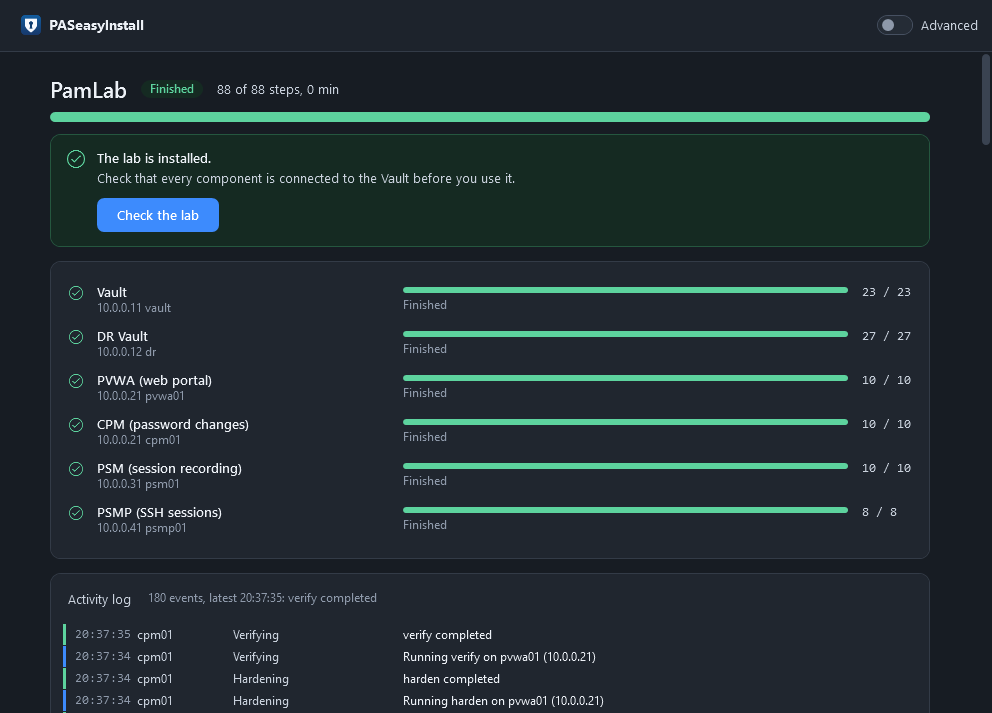 PASeasyInstall
Advanced
PamLab Finished 88 of 88 steps, 0 min
The lab is installed.
Check that every component is connected to the Vault before you use it.
Check the lab
Vault 23 / 23
10.0.0.11 vault Finished
DR Vault 27 / 27
10.0.0.12 dr Finished
PVWA (web portal) 10 / 10
10.0.0.21 pvwa01 Finished
CPM (password changes) 10 / 10
10.0.0.21 cpm01 Finished
PSM (session recording) 10 / 10
10.0.0.31 psm01 Finished
PSMP (SSH sessions) 8 / 8
10.0.0.41 psmp01 Finished
Activity log 180 events, latest 20:37:35: verify completed
20:37:35 cpm01 Verifying verify completed
20:37:34 cpm01 Verifying Running verify on pvwa01 (10.0.0.21)
20:37:34 cpm01 Hardening harden completed
20:37:34 cpm01 Hardening Running harden on pvwa01 (10.0.0.21)